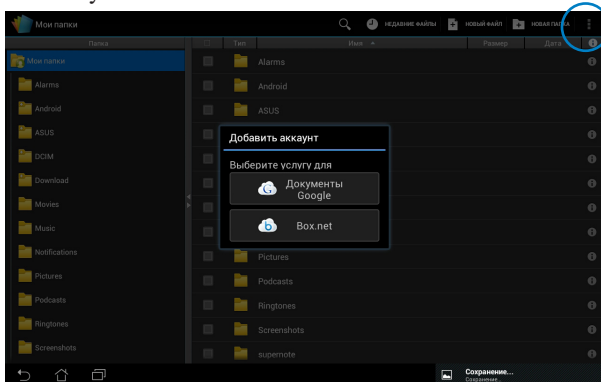 Мои папки
НЕДАВНИЕ ФАЙЛЫ
НОВЫЙ ФАЙЛ
НОВАЯ ПАПКА
Папка
Тип
Имя
Размер
Дата
Мои папки
Alarms
Android
ASUS
DCIM
Download
Movies
Music
Notifications
Pictures
Podcasts
Ringtones
Screenshots
Alarms
Android
ASUS
Добавить аккаунт
Выберите услугу для
Документы
Google
Box.net
Pictures
Podcasts
Ringtones
Screenshots
supernote
Сохранение...
Сохранение...